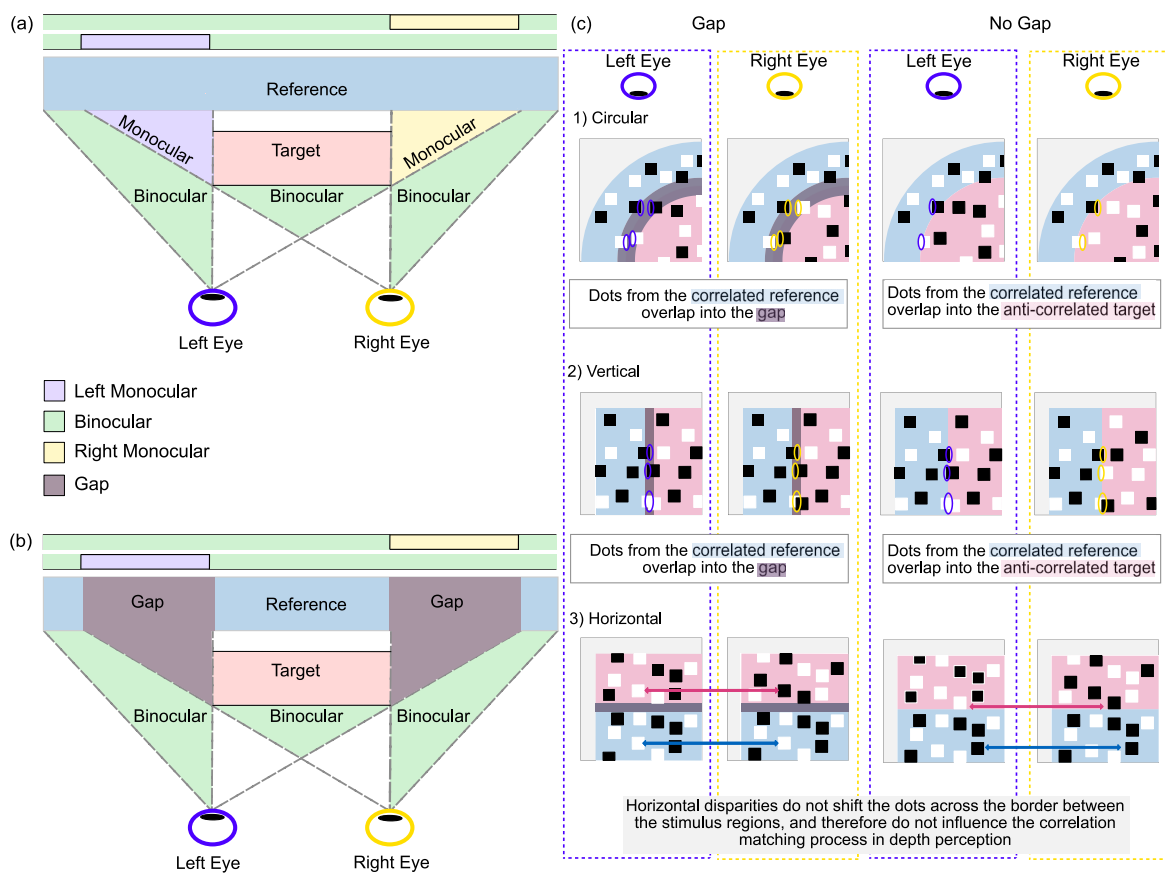 (a)
Reference
Monocular
Target
Monocular
Binocular
Binocular
Binocular
Left Eye
Right Eye
Left Monocular
Binocular
Right Monocular
Gap
(b)
Gap
Reference
Gap
Target
Binocular
Binocular
Binocular
Left Eye
Right Eye
(c)
Gap
No Gap
Left Eye
Right Eye
Left Eye
Right Eye
1) Circular
Dots from the correlated reference
overlap into the gap
Dots from the correlated reference
overlap into the anti-correlated target
2) Vertical
Dots from the correlated reference
overlap into the gap
Dots from the correlated reference
overlap into the anti-correlated target
3) Horizontal
Horizontal disparities do not shift the dots across the border between
the stimulus regions, and therefore do not influence the correlation
matching process in depth perception